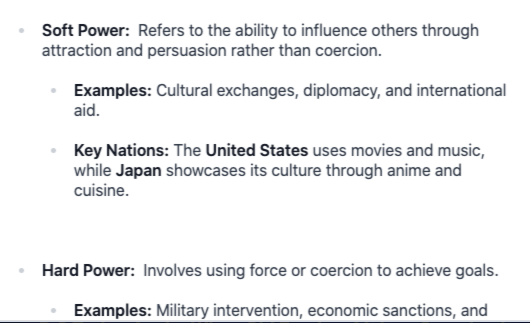 Soft Power: Refers to the ability to influence others through
attraction and persuasion rather than coercion.
Examples: Cultural exchanges, diplomacy, and international
aid.
Key Nations: The United States uses movies and music,
while Japan showcases its culture through anime and
cuisine.
Hard Power: Involves using force or coercion to achieve goals.
Examples: Military intervention, economic sanctions, and